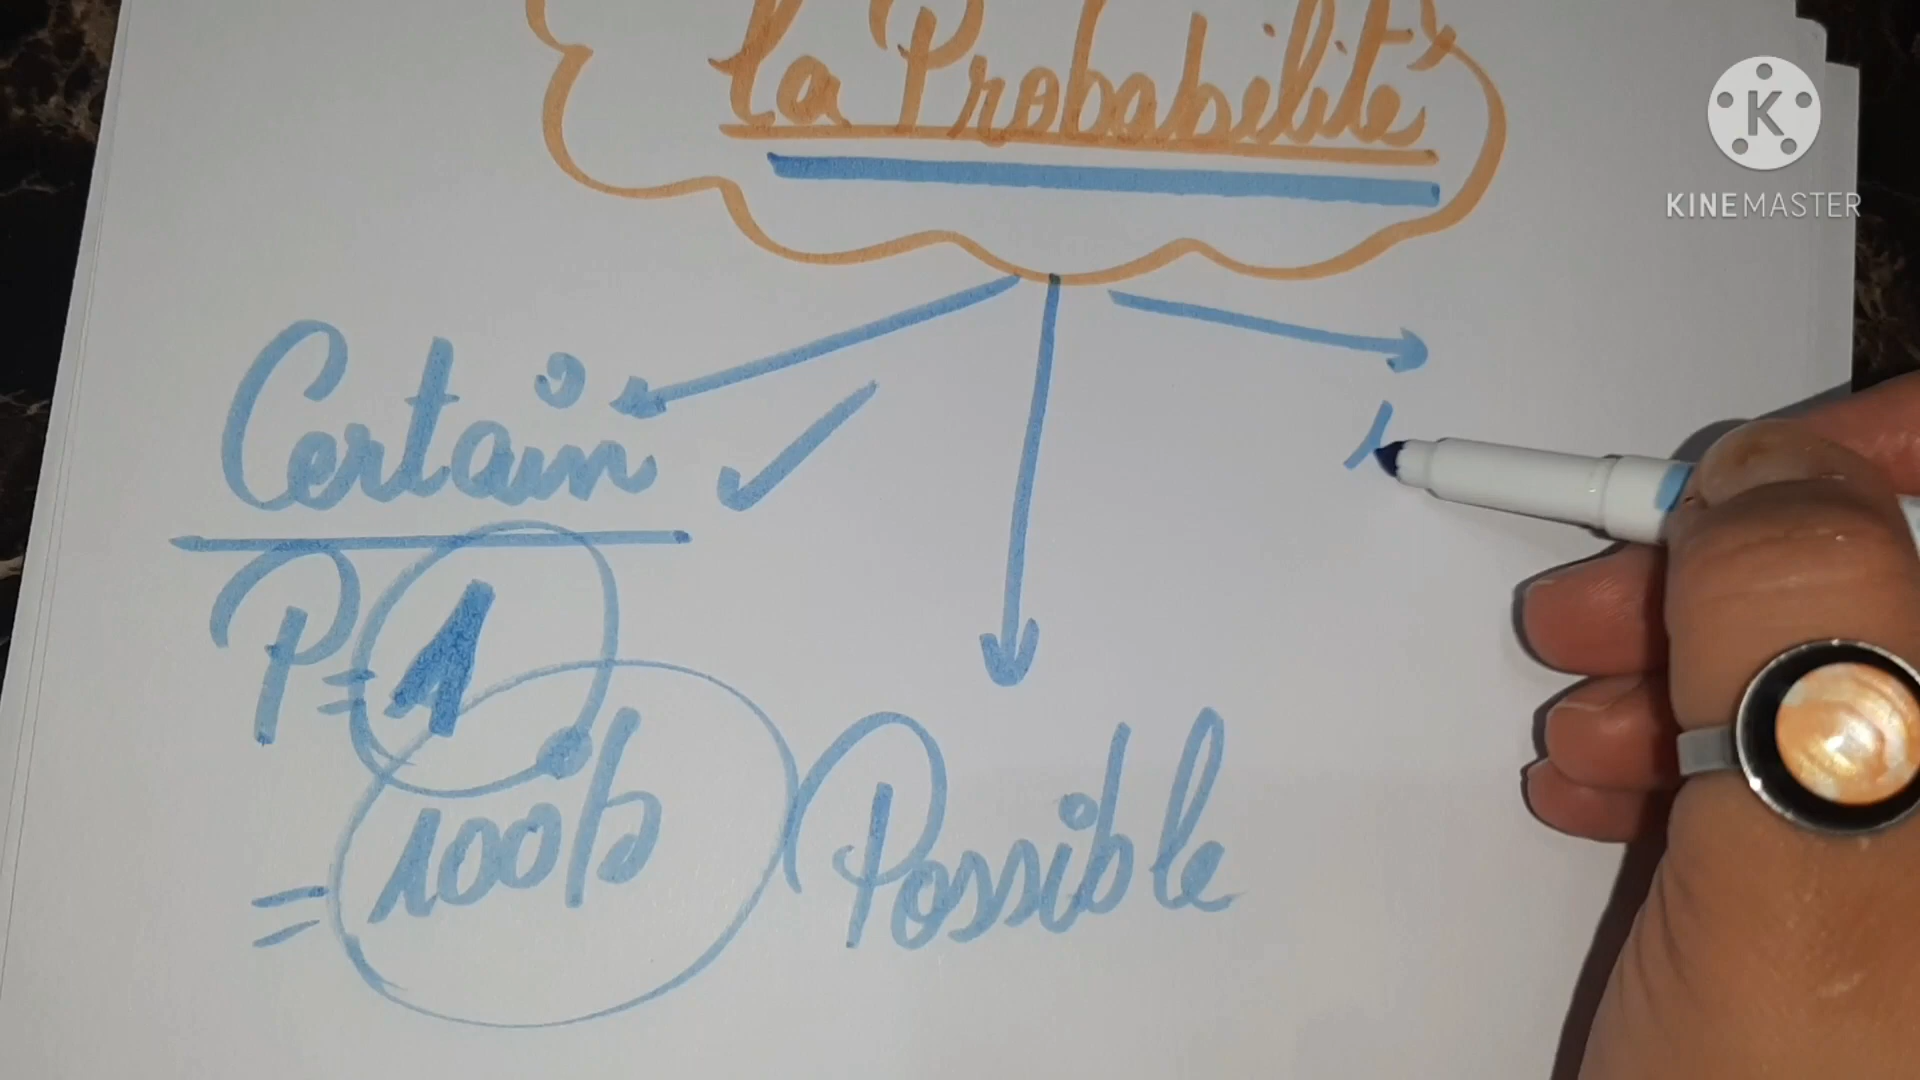 la Probabilité
KINEMASTER
Certain
P=1
=100%
Possible